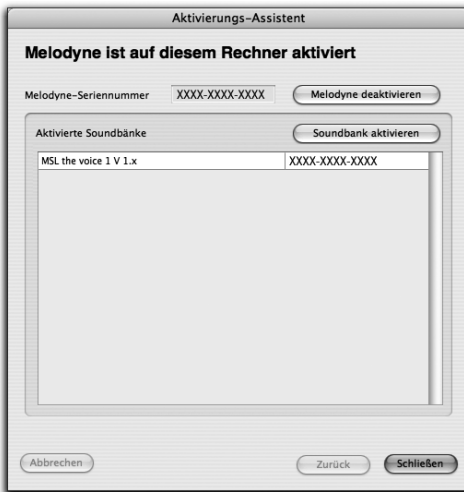 Aktivierungs-Assistent
Melodyne ist auf diesem Rechner aktiviert
Melodyne-Seriennummer XXXX-XXXX-XXXX Melodyne deaktivieren
Aktivierte Soundbänke Soundbank aktivieren
MSL the voice 1 V 1.x XXXX-XXXX-XXXX
Abbrechen Zurück Schließen